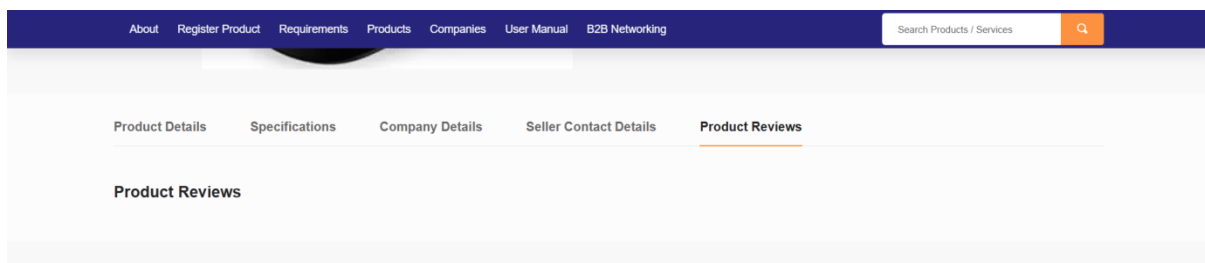 About Register Product Requirements Products Companies User Manual B2B Networking Search Products / Services
Product Details Specifications Company Details Seller Contact Details Product Reviews
Product Reviews